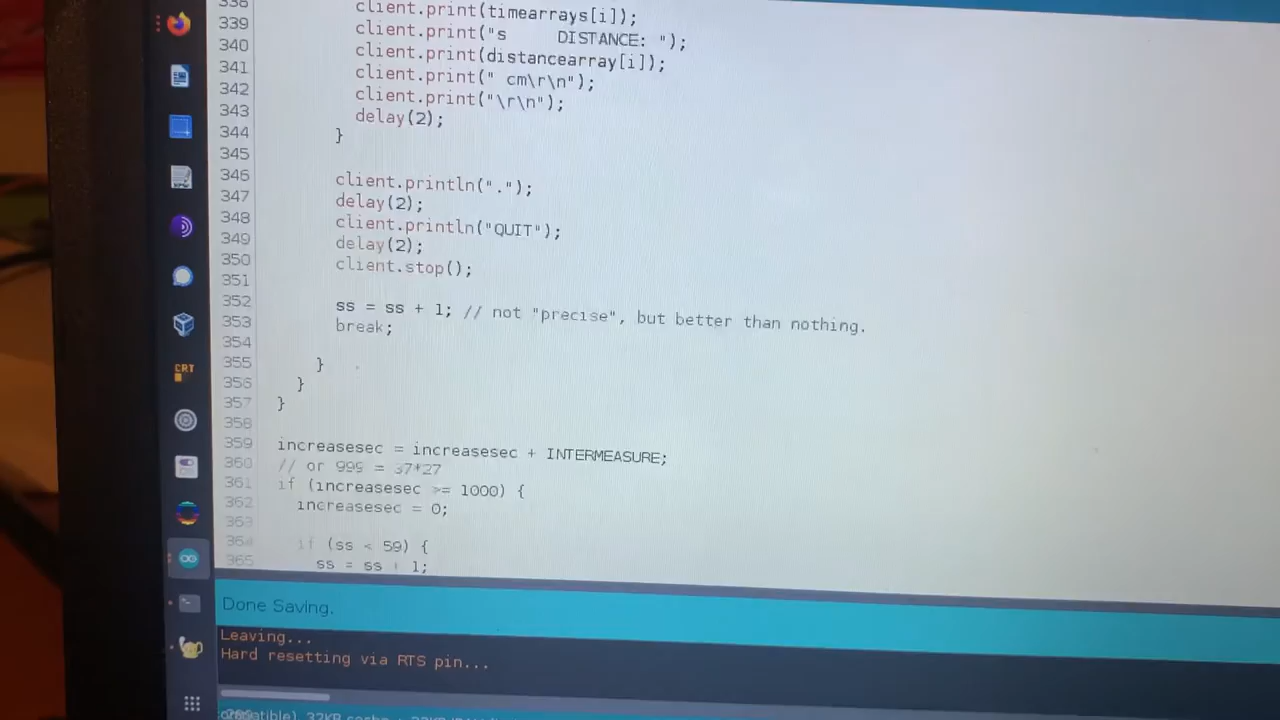 338 client.print(timearrays[i]);
339 client.print("s DISTANCE: ");
340 client.print(distancearray[i]);
341 client.print(" cm\r\n");
342 client.print("\r\n");
343 delay(2);
344 }
345
346 client.println(".");
347 delay(2);
348 client.println("QUIT");
349 delay(2);
350 client.stop();
351
352 ss = ss + 1; // not "precise", but better than nothing.
353 break;
354
355 }
356 }
357 }
358
359 increasesec = increasesec + INTERMEASURE;
360 // or 999 = 37*27
361 if (increasesec >= 1000) {
362 increasesec = 0;
363
364 if (ss < 59) {
365 ss = ss + 1;
CRT
Done Saving.
Leaving...
Hard resetting via RTS pin...